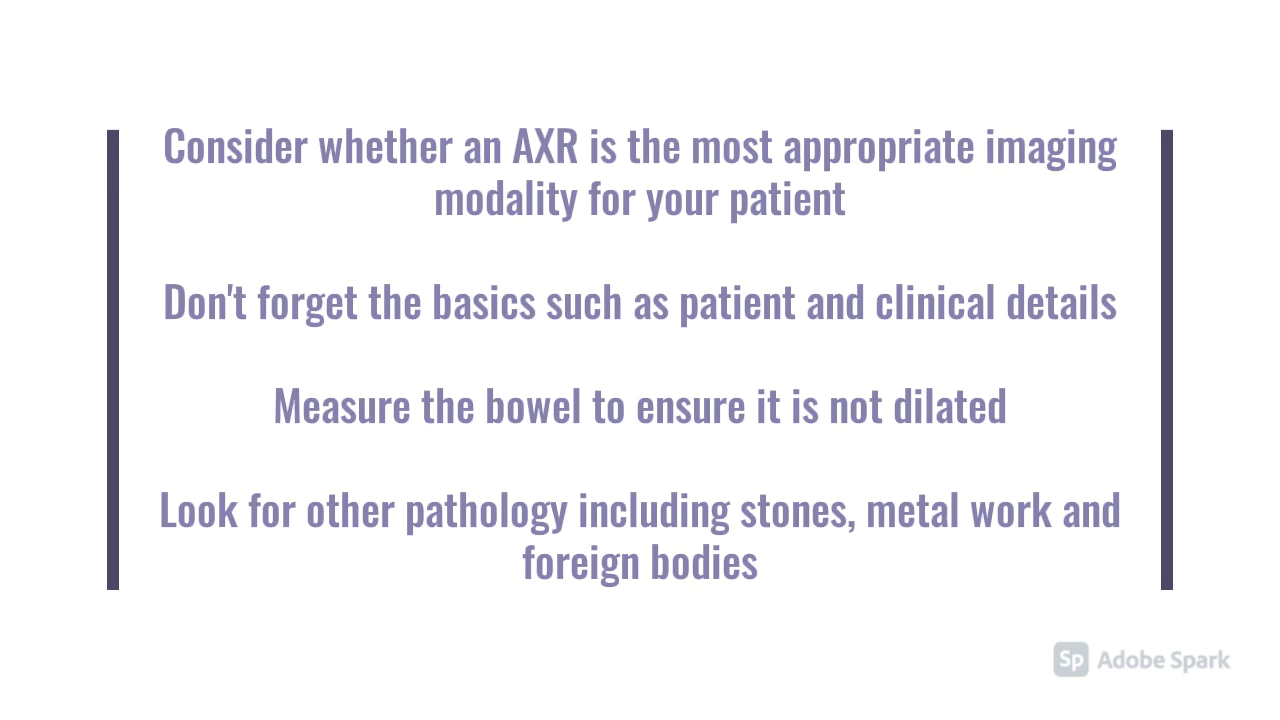 Consider whether an AXR is the most appropriate imaging
modality for your patient
Don't forget the basics such as patient and clinical details
Measure the bowel to ensure it is not dilated
Look for other pathology including stones, metal work and
foreign bodies
Sp Adobe Spark